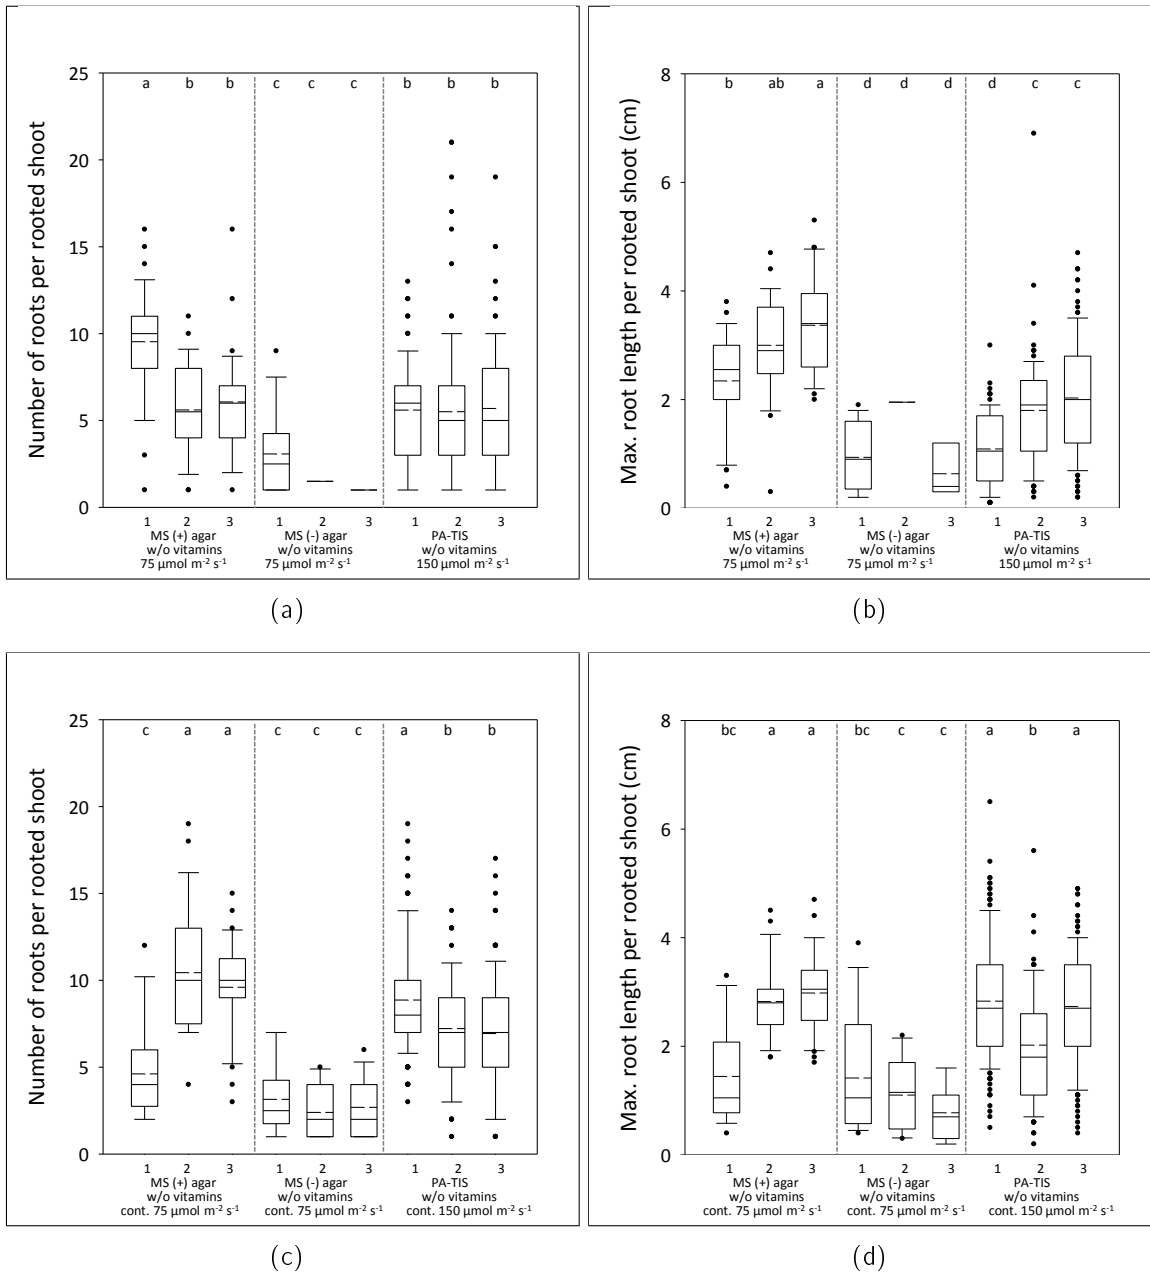 Number of roots per rooted shoot
25
20
15
10
5
0
a b b c c c b b b
1 2 3 1 2 3 1 2 3
MS (+) agar MS (-) agar PA-TIS
w/o vitamins w/o vitamins w/o vitamins
75 µmol m⁻² s⁻¹ 75 µmol m⁻² s⁻¹ 150 µmol m⁻² s⁻¹
(a)
Max. root length per rooted shoot (cm)
8
6
4
2
0
b ab a d d d d c c
1 2 3 1 2 3 1 2 3
MS (+) agar MS (-) agar PA-TIS
w/o vitamins w/o vitamins w/o vitamins
75 µmol m⁻² s⁻¹ 75 µmol m⁻² s⁻¹ 150 µmol m⁻² s⁻¹
(b)
Number of roots per rooted shoot
25
20
15
10
5
0
c a a c c c a b b
1 2 3 1 2 3 1 2 3
MS (+) agar MS (-) agar PA-TIS
w/o vitamins w/o vitamins w/o vitamins
cont. 75 µmol m⁻² s⁻¹ cont. 75 µmol m⁻² s⁻¹ cont. 150 µmol m⁻² s⁻¹
(c)
Max. root length per rooted shoot (cm)
8
6
4
2
0
bc a a bc c c a b a
1 2 3 1 2 3 1 2 3
MS (+) agar MS (-) agar PA-TIS
w/o vitamins w/o vitamins w/o vitamins
cont. 75 µmol m⁻² s⁻¹ cont. 75 µmol m⁻² s⁻¹ cont. 150 µmol m⁻² s⁻¹
(d)